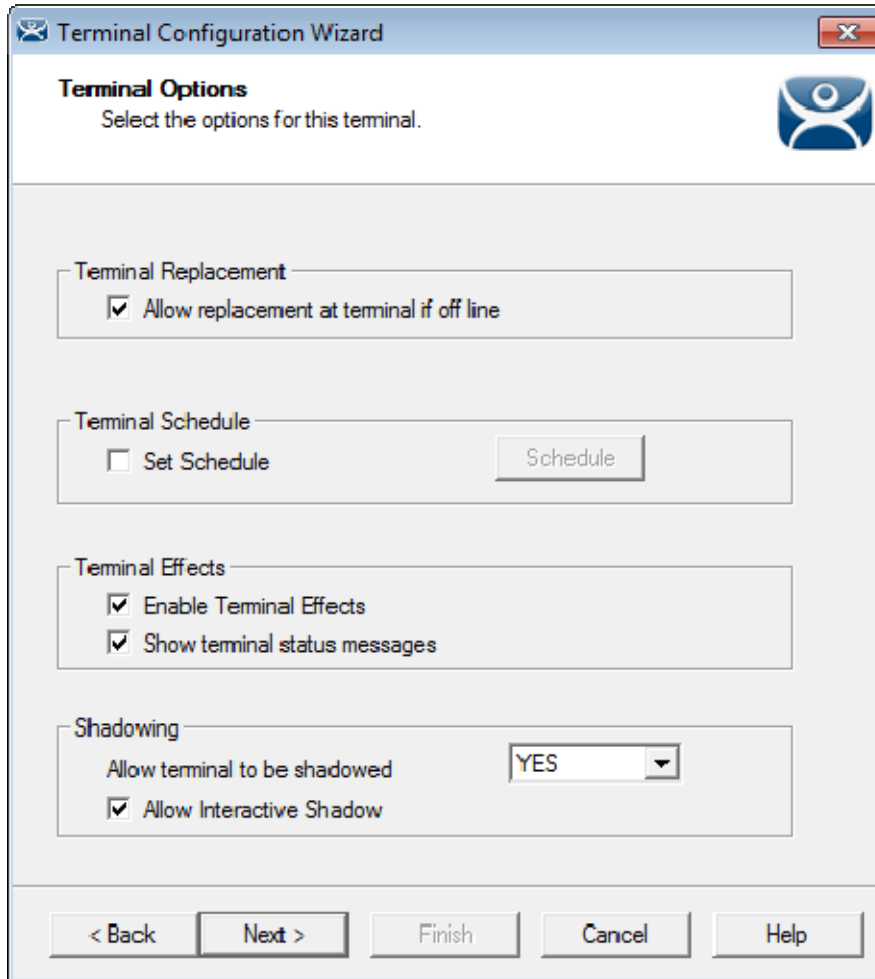 Terminal Configuration Wizard
Terminal Options
Select the options for this terminal.
Terminal Replacement
Allow replacement at terminal if off line
Terminal Schedule
Set Schedule
Schedule
Terminal Effects
Enable Terminal Effects
Show terminal status messages
Shadowing
Allow terminal to be shadowed
YES
Allow Interactive Shadow
< Back
Next >
Finish
Cancel
Help